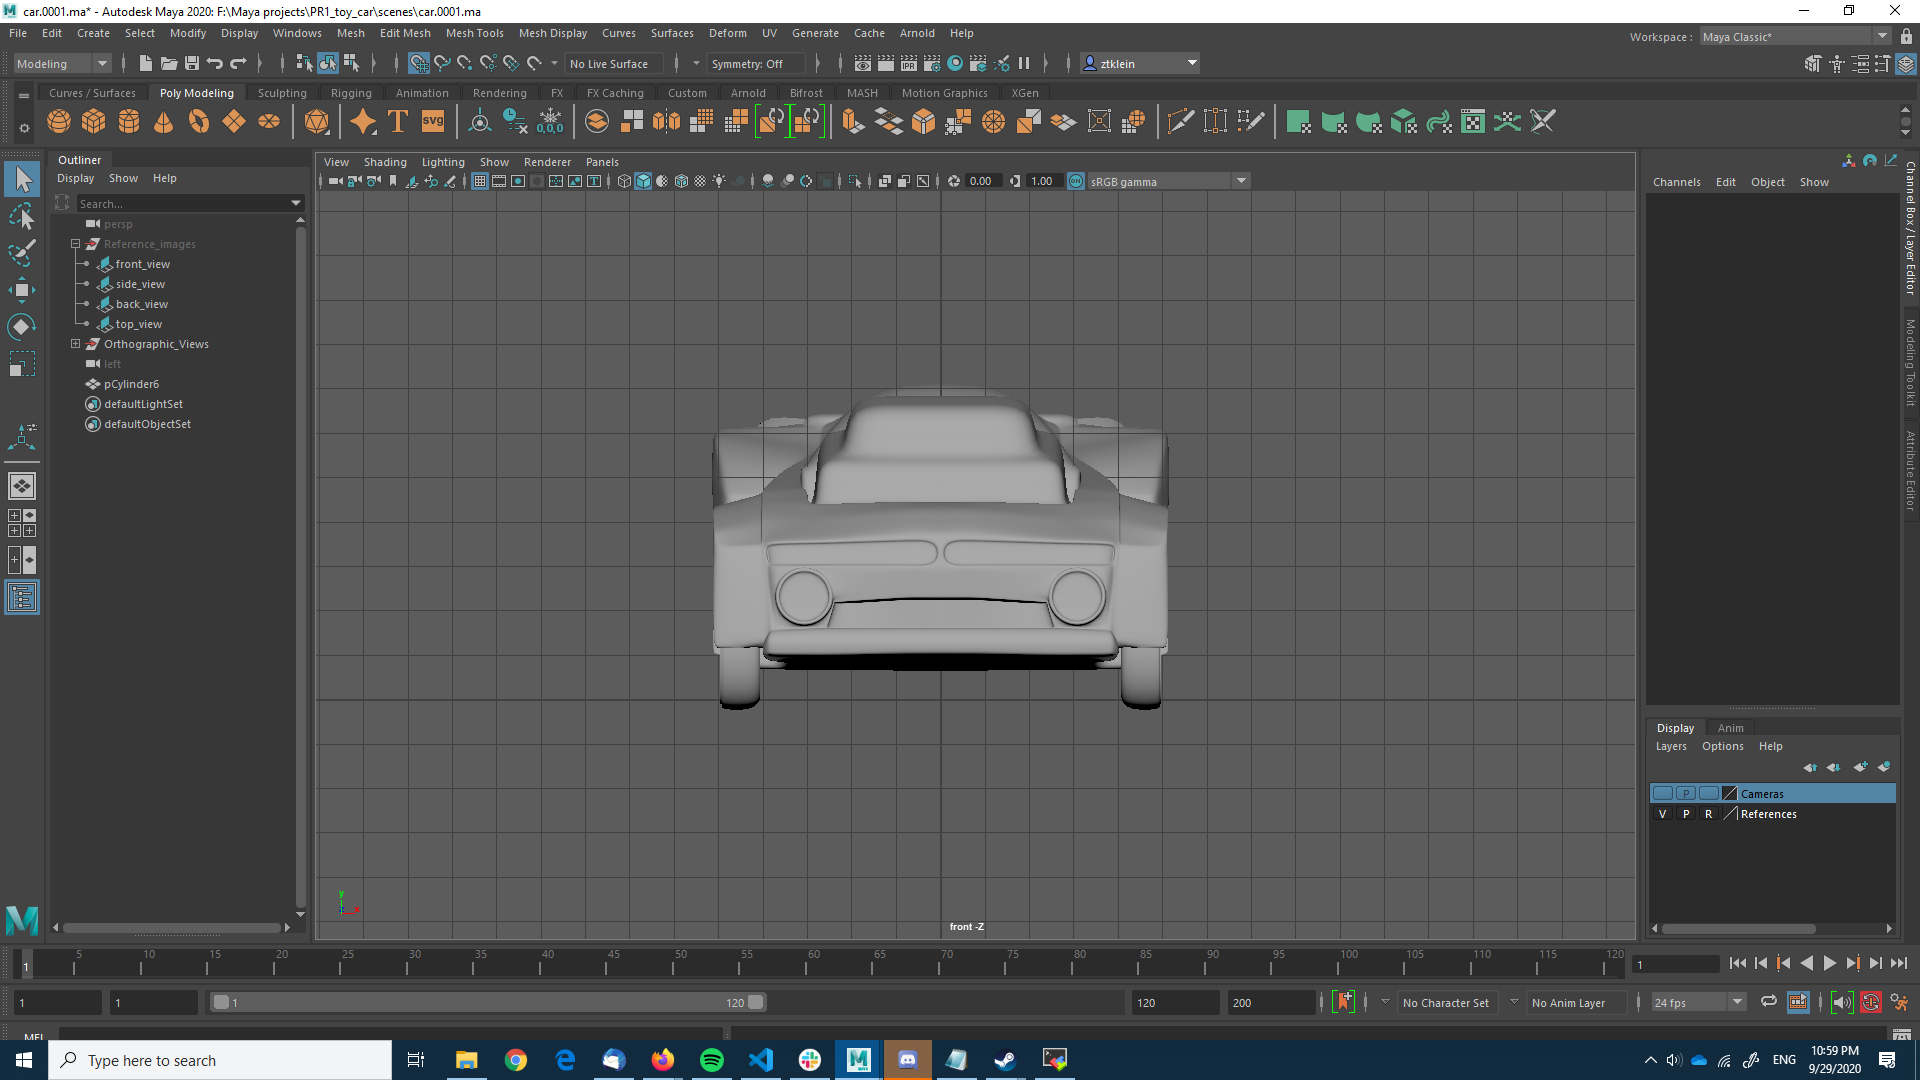 car.0001.ma* - Autodesk Maya 2020: F:\Maya projects\PR1_toy_car\scenes\car.0001.ma
File Edit Create Select Modify Display Windows Mesh Edit Mesh Mesh Tools Mesh Display Curves Surfaces Deform UV Generate Cache Arnold Help
Workspace : Maya Classic*
Modeling No Live Surface Symmetry: Off ztklein
Curves / Surfaces Poly Modeling Sculpting Rigging Animation Rendering FX FX Caching Custom Arnold Bifrost MASH Motion Graphics XGen
T svg 0,0,0
Outliner
Display Show Help
Search...
persp
Reference_images
front_view
side_view
back_view
top_view
Orthographic_Views
left
pCylinder6
defaultLightSet
defaultObjectSet
View Shading Lighting Show Renderer Panels
0.00 1.00 ON sRGB gamma
y
z x
front -Z
Channels Edit Object Show
Channel Box / Layer Editor
Modeling Toolkit
Attribute Editor
Display Anim
Layers Options Help
P Cameras
V P R References
1 5 10 15 20 25 30 35 40 45 50 55 60 65 70 75 80 85 90 95 100 105 110 115 120
1
1 1 1 120 120 200 No Character Set No Anim Layer 24 fps
MEL
Type here to search
ENG
10:59 PM
9/29/2020